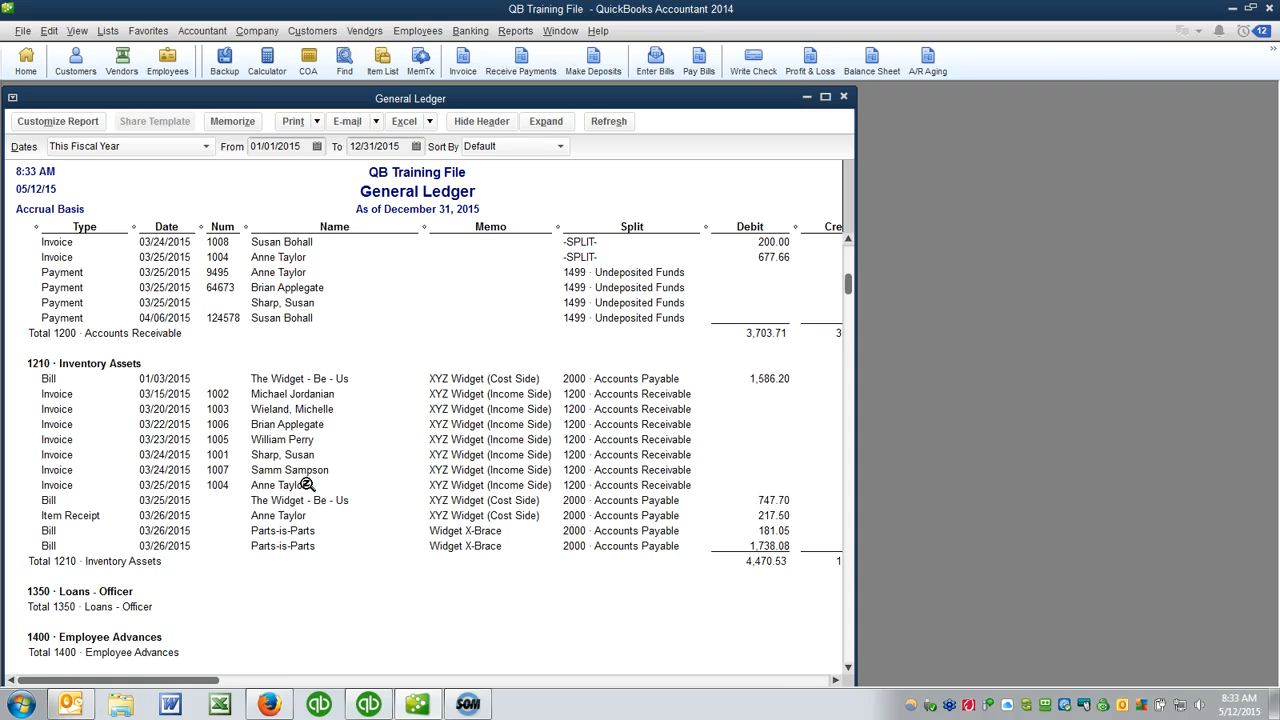 QB Training File - QuickBooks Accountant 2014
File Edit View Lists Favorites Accountant Company Customers Vendors Employees Banking Reports Window Help 12
Home Customers Vendors Employees Backup Calculator COA Find Item List MemTx Invoice Receive Payments Make Deposits Enter Bills Pay Bills Write Check Profit & Loss Balance Sheet A/R Aging
General Ledger
Customize Report Share Template Memorize Print E-mail Excel Hide Header Expand Refresh
Dates This Fiscal Year From 01/01/2015 To 12/31/2015 Sort By Default
8:33 AM QB Training File
05/12/15 General Ledger
Accrual Basis As of December 31, 2015
Type Date Num Name Memo Split Debit Cre
Invoice 03/24/2015 1008 Susan Bohall -SPLIT- 200.00
Invoice 03/25/2015 1004 Anne Taylor -SPLIT- 677.66
Payment 03/25/2015 9495 Anne Taylor 1499 · Undeposited Funds
Payment 03/25/2015 64673 Brian Applegate 1499 · Undeposited Funds
Payment 03/25/2015 Sharp, Susan 1499 · Undeposited Funds
Payment 04/06/2015 124578 Susan Bohall 1499 · Undeposited Funds
Total 1200 · Accounts Receivable 3,703.71 3
1210 · Inventory Assets
Bill 01/03/2015 The Widget - Be - Us XYZ Widget (Cost Side) 2000 · Accounts Payable 1,586.20
Invoice 03/15/2015 1002 Michael Jordanian XYZ Widget (Income Side) 1200 · Accounts Receivable
Invoice 03/20/2015 1003 Wieland, Michelle XYZ Widget (Income Side) 1200 · Accounts Receivable
Invoice 03/22/2015 1006 Brian Applegate XYZ Widget (Income Side) 1200 · Accounts Receivable
Invoice 03/23/2015 1005 William Perry XYZ Widget (Income Side) 1200 · Accounts Receivable
Invoice 03/24/2015 1001 Sharp, Susan XYZ Widget (Income Side) 1200 · Accounts Receivable
Invoice 03/24/2015 1007 Samm Sampson XYZ Widget (Income Side) 1200 · Accounts Receivable
Invoice 03/25/2015 1004 Anne Taylor XYZ Widget (Income Side) 1200 · Accounts Receivable
Bill 03/25/2015 The Widget - Be - Us XYZ Widget (Cost Side) 2000 · Accounts Payable 747.70
Item Receipt 03/26/2015 Anne Taylor XYZ Widget (Cost Side) 2000 · Accounts Payable 217.50
Bill 03/26/2015 Parts-is-Parts Widget X-Brace 2000 · Accounts Payable 181.05
Bill 03/26/2015 Parts-is-Parts Widget X-Brace 2000 · Accounts Payable 1,738.08
Total 1210 · Inventory Assets 4,470.53 1
1350 · Loans - Officer
Total 1350 · Loans - Officer
1400 · Employee Advances
Total 1400 · Employee Advances
qb qb SOM
8:33 AM
5/12/2015